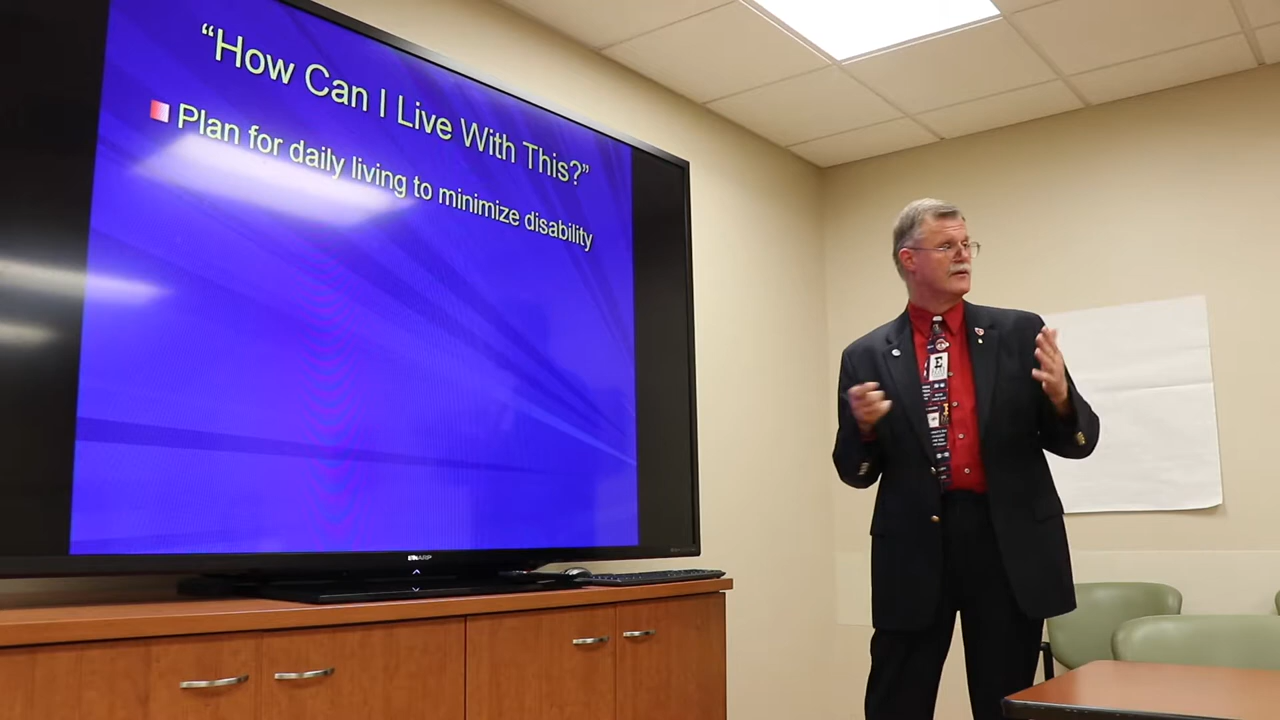 “How Can I Live With This?”
Plan for daily living to minimize disability